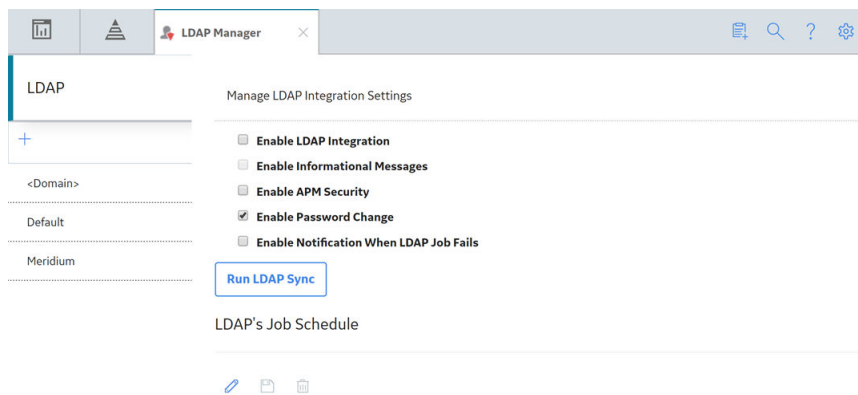 LDAP Manager
?
LDAP
Manage LDAP Integration Settings
Enable LDAP Integration
<Domain>
Enable Informational Messages
Enable APM Security
Default
Enable Password Change
Enable Notification When LDAP Job Fails
Meridium
Run LDAP Sync
LDAP's Job Schedule